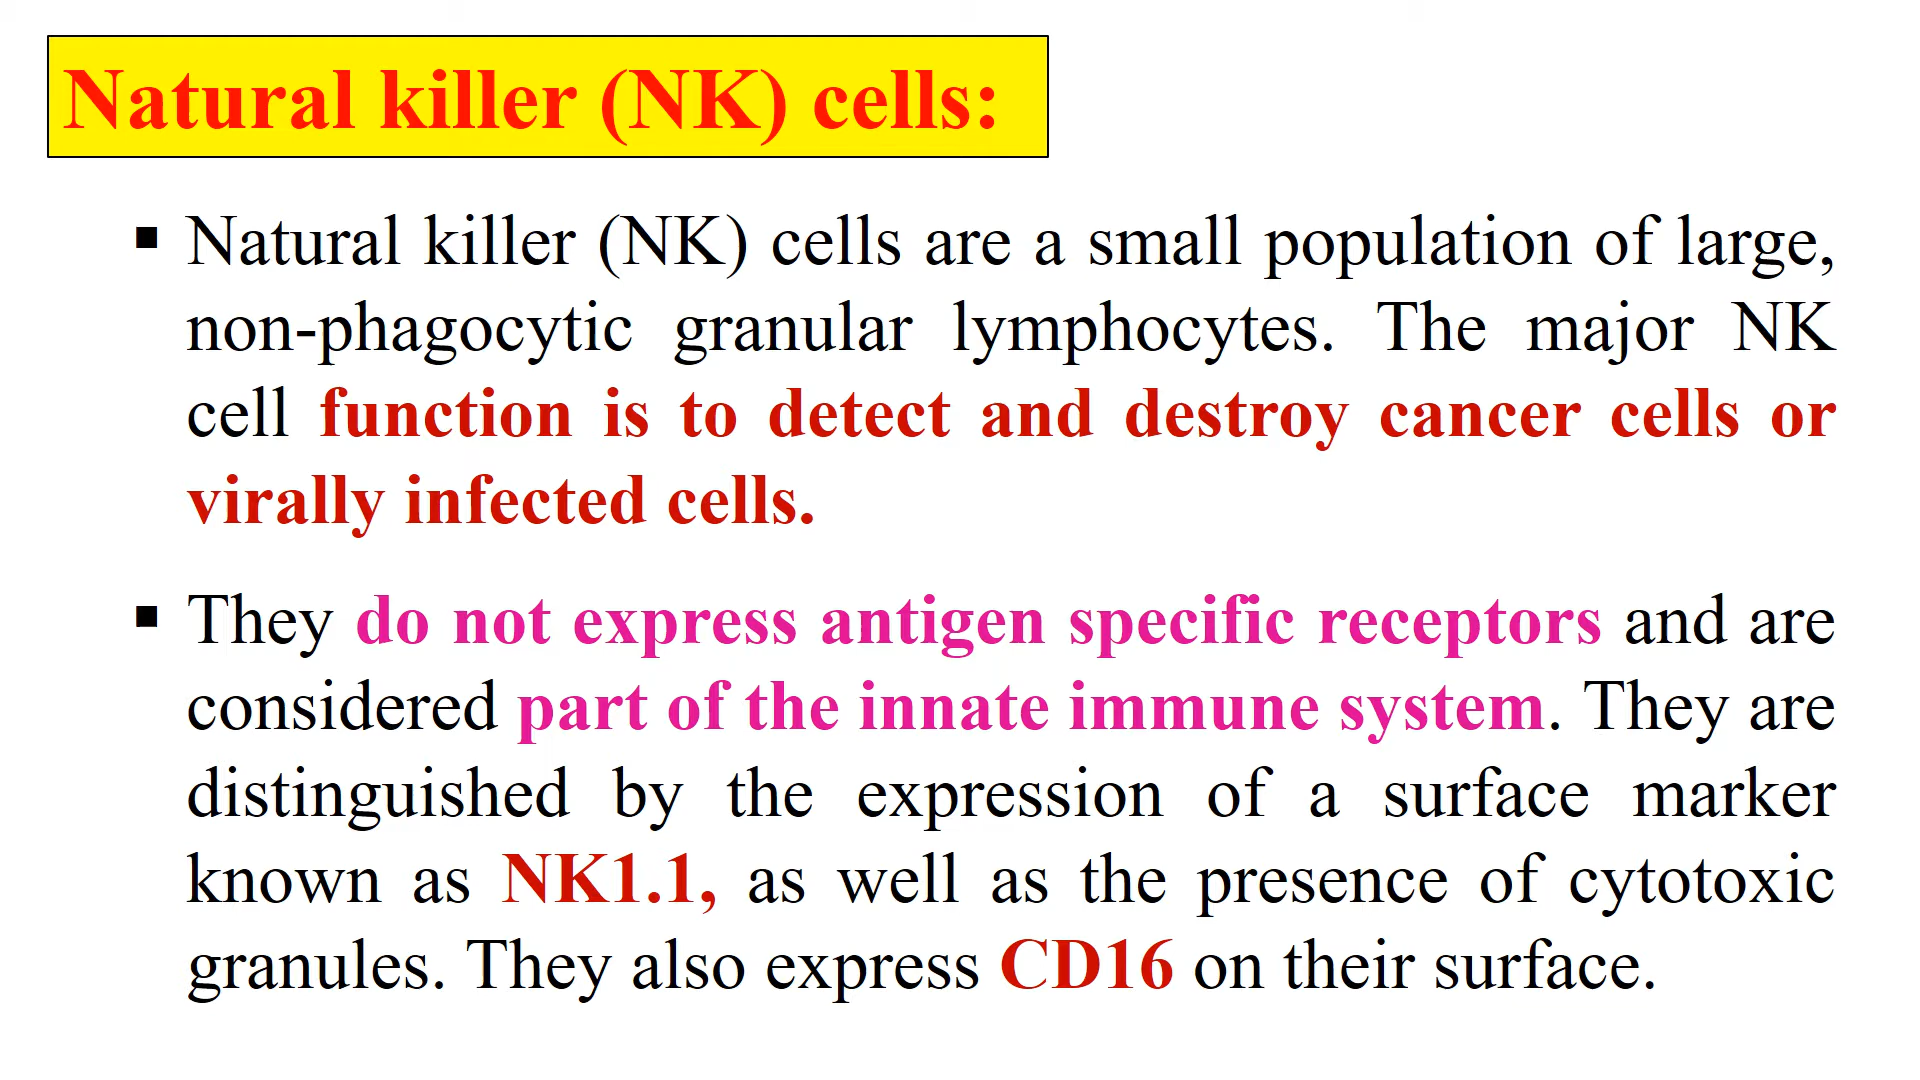 Natural killer (NK) cells:
▪ Natural killer (NK) cells are a small population of large,
non-phagocytic granular lymphocytes. The major NK
cell function is to detect and destroy cancer cells or
virally infected cells.
▪ They do not express antigen specific receptors and are
considered part of the innate immune system. They are
distinguished by the expression of a surface marker
known as NK1.1, as well as the presence of cytotoxic
granules. They also express CD16 on their surface.